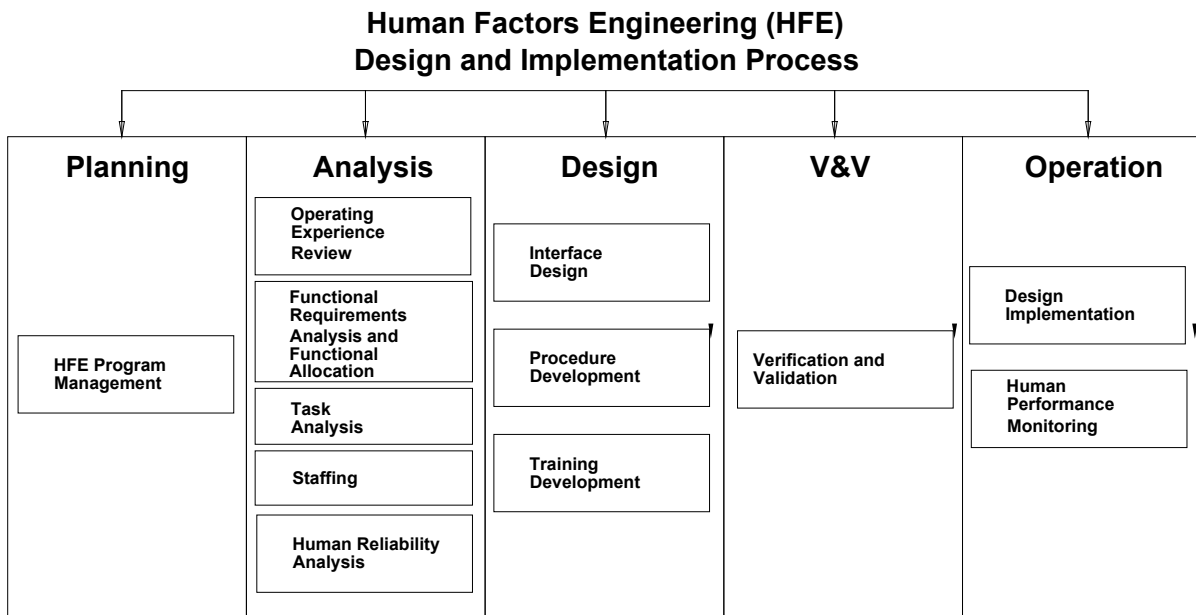 Human Factors Engineering (HFE)
Design and Implementation Process
Planning
HFE Program
Management
Analysis
Operating
Experience
Review
Functional
Requirements
Analysis and
Functional
Allocation
Task
Analysis
Staffing
Human Reliability
Analysis
Design
Interface
Design
Procedure
Development
Training
Development
V&V
Verification and
Validation
Operation
Design
Implementation
Human
Performance
Monitoring